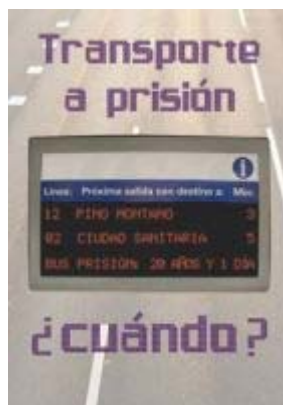 Transporte
a prisión
Línea: Próxima salida con destino a: Min.
12 PINO MONTANO 3
02 CIUDAD SANITARIA 5
BUS PRISIÓN: 20 AÑOS Y 1 DÍA
¿cuándo?